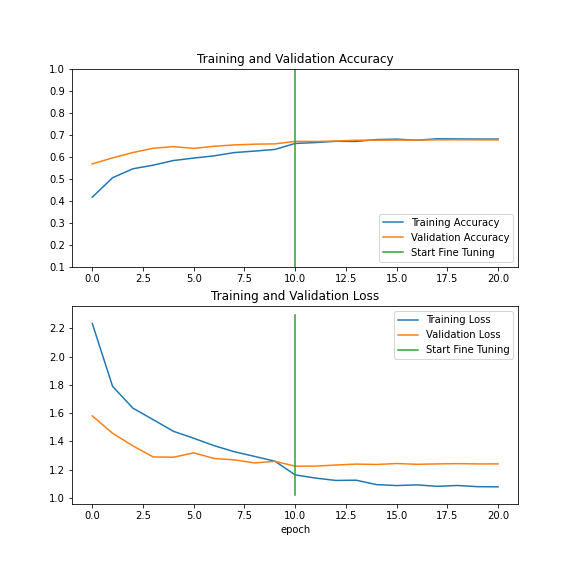 Training and Validation Accuracy
1.0
0.9
0.8
0.7
0.6
0.5
0.4
0.3
0.2
0.1
Training Accuracy
Validation Accuracy
Start Fine Tuning
0.0 2.5 5.0 7.5 10.0 12.5 15.0 17.5 20.0
Training and Validation Loss
2.2
2.0
1.8
1.6
1.4
1.2
1.0
Training Loss
Validation Loss
Start Fine Tuning
0.0 2.5 5.0 7.5 10.0 12.5 15.0 17.5 20.0
epoch